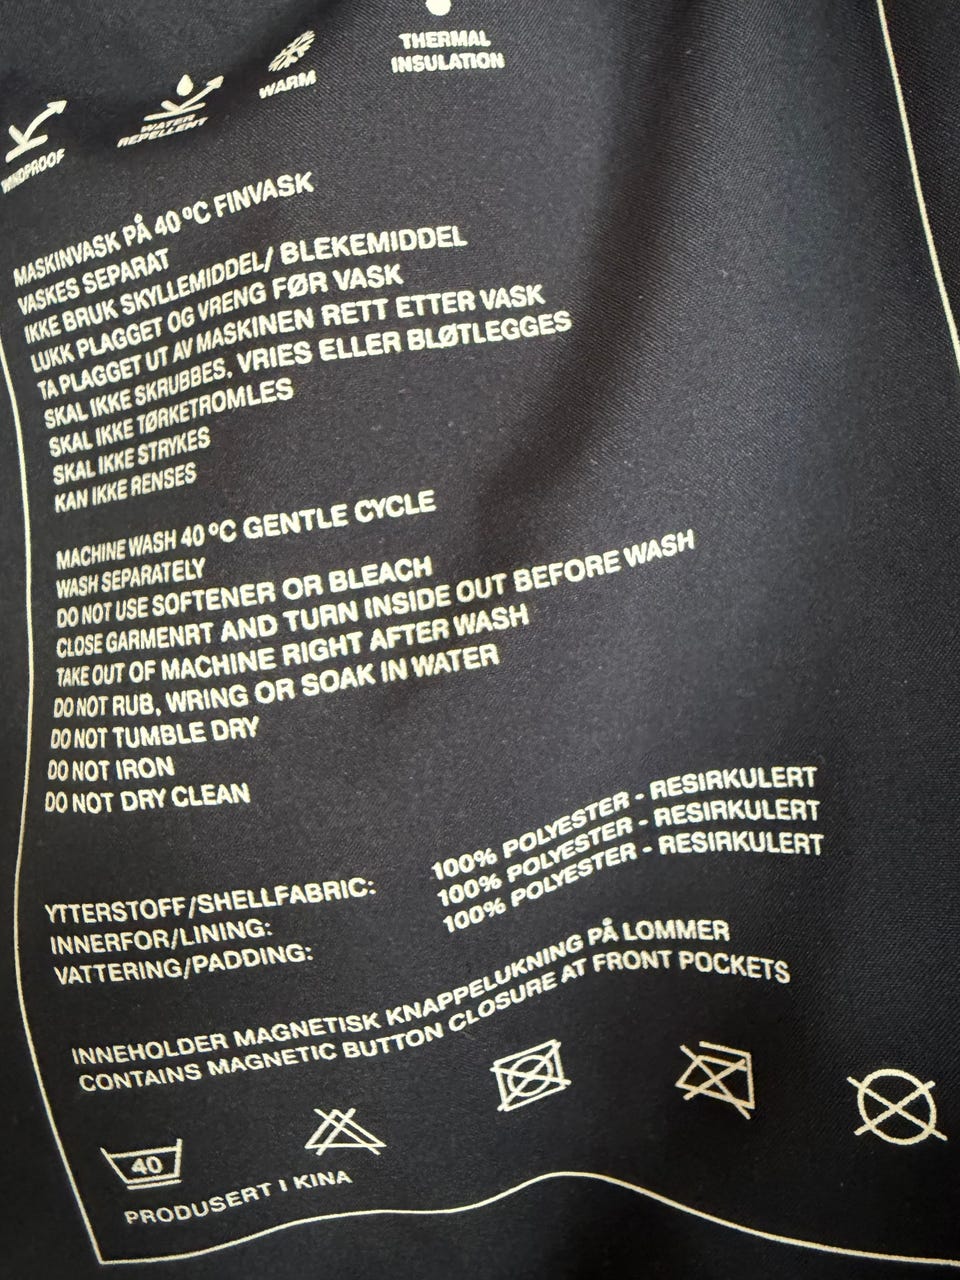 THERMAL
INSULATION
WARM
WATER
REPELLENT
WINDPROOF
MASKINVASK PÅ 40 ºC FINVASK
VASKES SEPARAT
IKKE BRUK SKYLLEMIDDEL/ BLEKEMIDDEL
LUKK PLAGGET OG VRENG FØR VASK
TA PLAGGET UT AV MASKINEN RETT ETTER VASK
SKAL IKKE SKRUBBES, VRIES ELLER BLØTLEGGES
SKAL IKKE TØRKETROMLES
SKAL IKKE STRYKES
KAN IKKE RENSES
MACHINE WASH 40 ºC GENTLE CYCLE
WASH SEPARATELY
DO NOT USE SOFTENER OR BLEACH
CLOSE GARMENRT AND TURN INSIDE OUT BEFORE WASH
TAKE OUT OF MACHINE RIGHT AFTER WASH
DO NOT RUB, WRING OR SOAK IN WATER
DO NOT TUMBLE DRY
DO NOT IRON
DO NOT DRY CLEAN
YTTERSTOFF/SHELLFABRIC: 100% POLYESTER - RESIRKULERT
INNERFOR/LINING: 100% POLYESTER - RESIRKULERT
VATTERING/PADDING: 100% POLYESTER - RESIRKULERT
INNEHOLDER MAGNETISK KNAPPELUKNING PÅ LOMMER
CONTAINS MAGNETIC BUTTON CLOSURE AT FRONT POCKETS
40
PRODUSERT I KINA